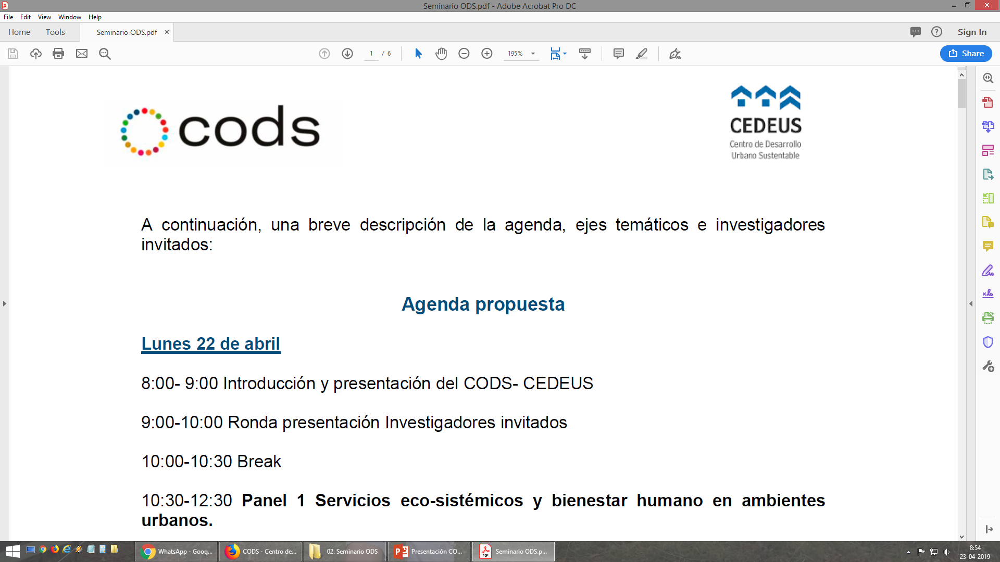 Seminario ODS.pdf - Adobe Acrobat Pro DC
File Edit View Window Help
Home Tools Seminario ODS.pdf × Sign In
1 / 6 195% Share
cods
CEDEUS
Centro de Desarrollo
Urbano Sustentable
A continuación, una breve descripción de la agenda, ejes temáticos e investigadores
invitados:
Agenda propuesta
Lunes 22 de abril
8:00- 9:00 Introducción y presentación del CODS- CEDEUS
9:00-10:00 Ronda presentación Investigadores invitados
10:00-10:30 Break
10:30-12:30 Panel 1 Servicios eco-sistémicos y bienestar humano en ambientes
urbanos.
WhatsApp - Goog... CODS - Centro de... 02. Seminario ODS Presentación CO... Seminario ODS.p...
8:54
23-04-2019